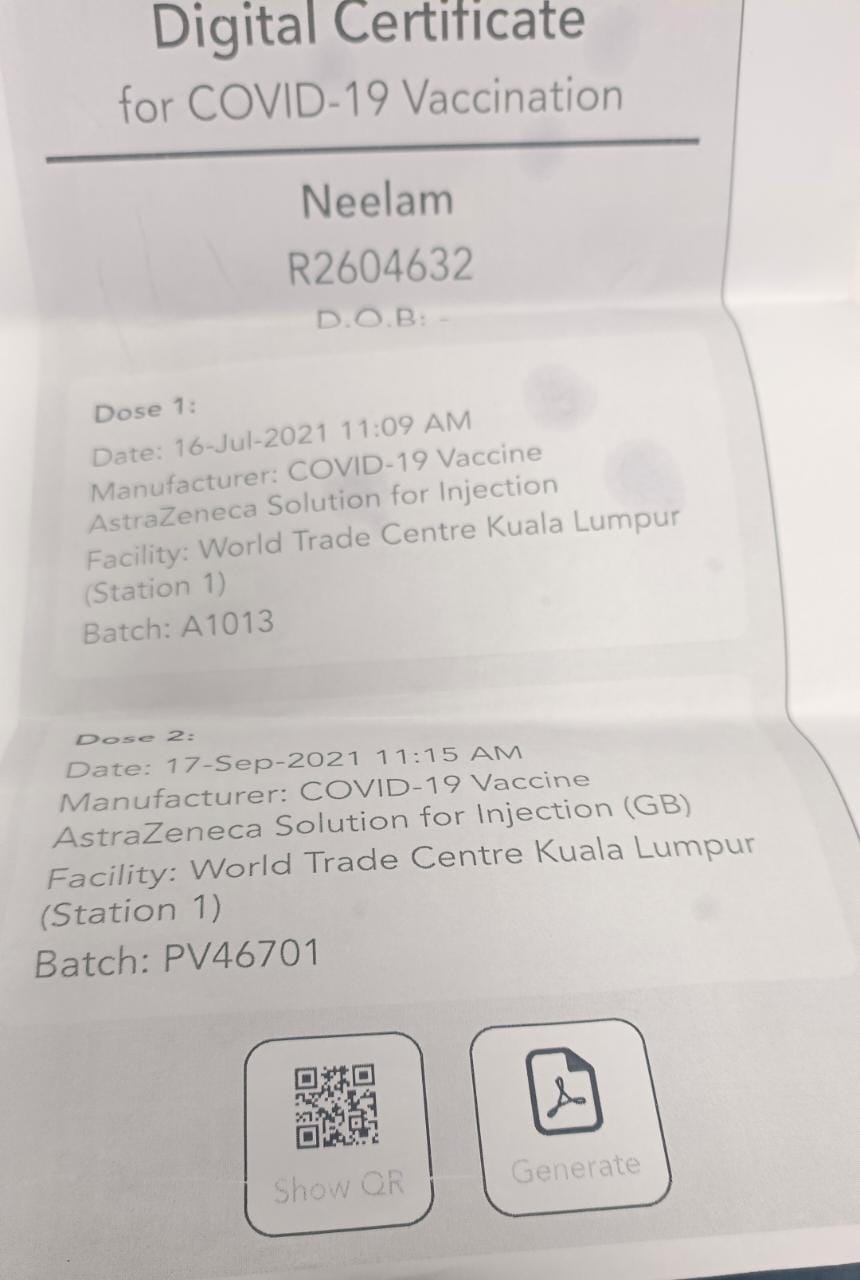 Digital Certificate
for COVID-19 Vaccination
Neelam
R2604632
D.O.B: -
Dose 1:
Date: 16-Jul-2021 11:09 AM
Manufacturer: COVID-19 Vaccine
AstraZeneca Solution for Injection
Facility: World Trade Centre Kuala Lumpur
(Station 1)
Batch: A1013
Dose 2:
Date: 17-Sep-2021 11:15 AM
Manufacturer: COVID-19 Vaccine
AstraZeneca Solution for Injection (GB)
Facility: World Trade Centre Kuala Lumpur
(Station 1)
Batch: PV46701
Show QR
Generate